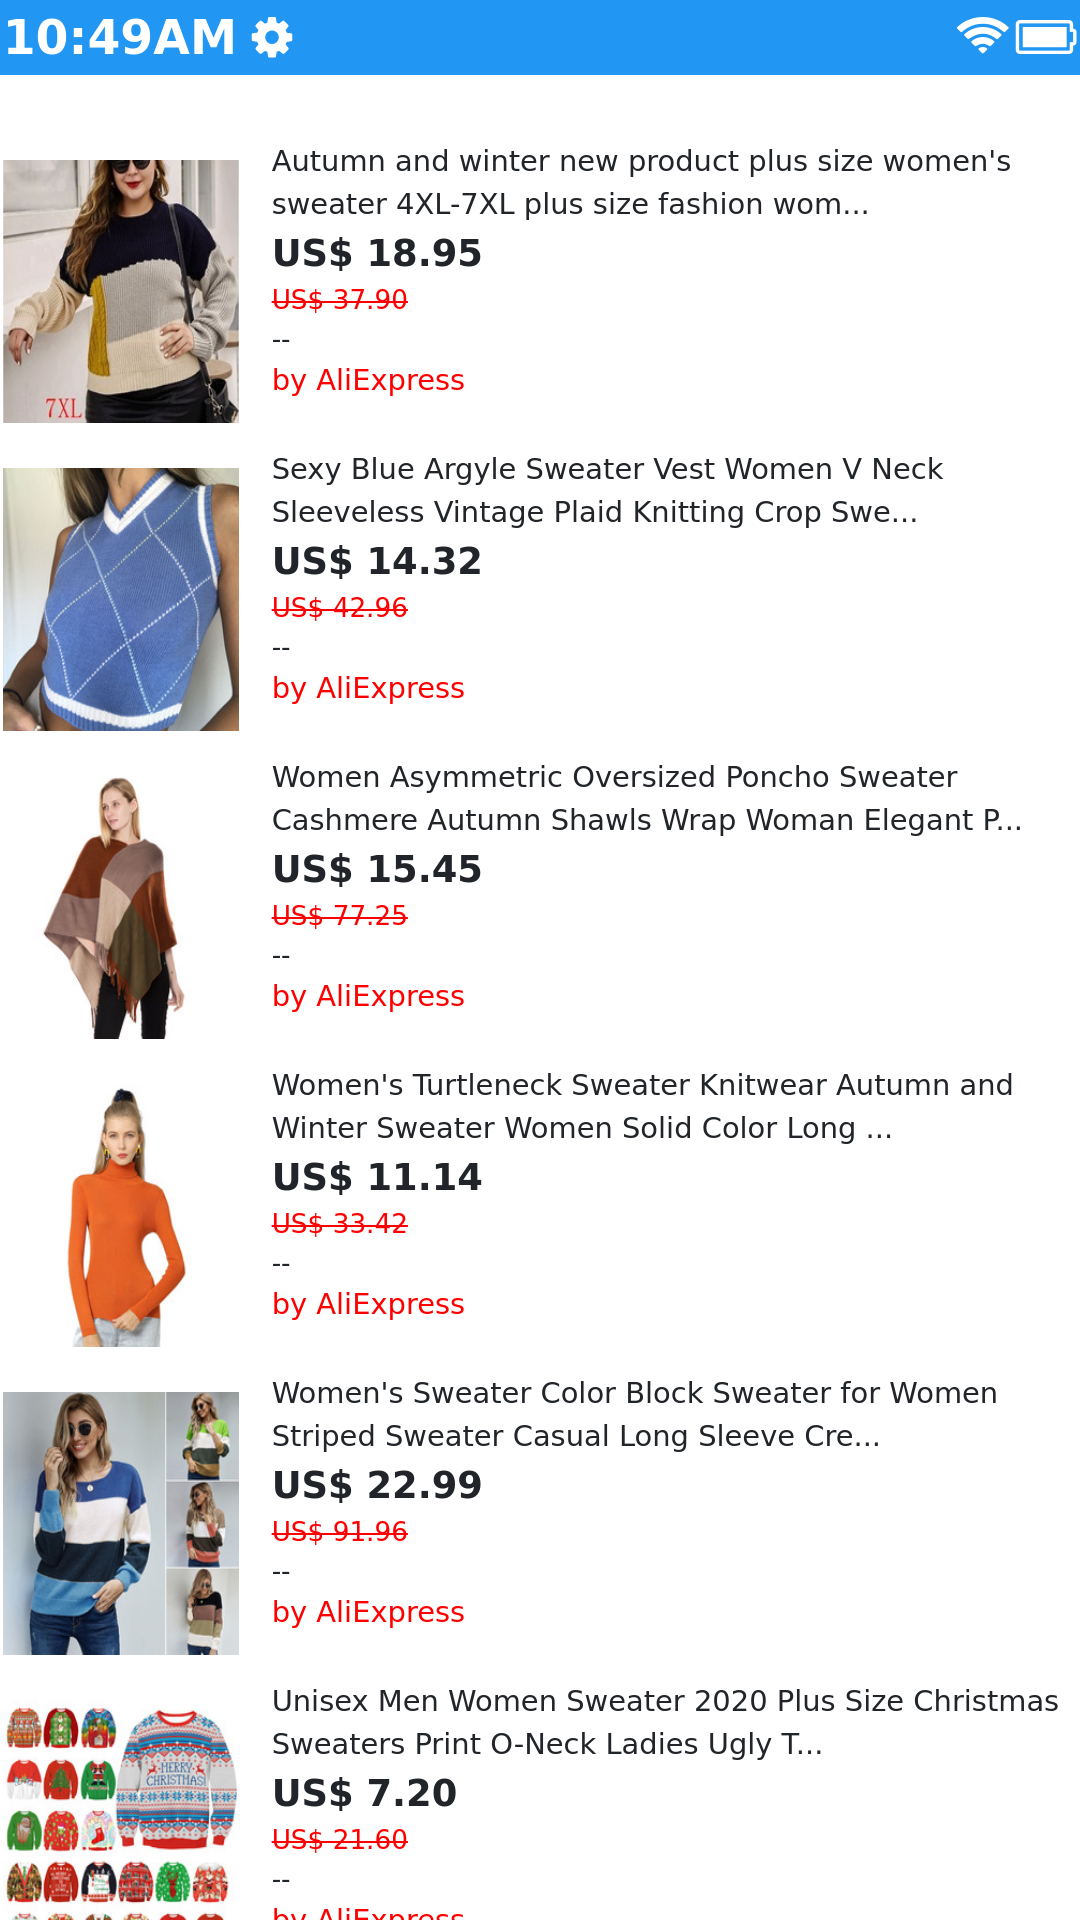 10:49AM
Autumn and winter new product plus size women's
sweater 4XL-7XL plus size fashion wom...
US$ 18.95
US$ 37.90
--
by AliExpress
7XL
Sexy Blue Argyle Sweater Vest Women V Neck
Sleeveless Vintage Plaid Knitting Crop Swe...
US$ 14.32
US$ 42.96
--
by AliExpress
Women Asymmetric Oversized Poncho Sweater
Cashmere Autumn Shawls Wrap Woman Elegant P...
US$ 15.45
US$ 77.25
--
by AliExpress
Women's Turtleneck Sweater Knitwear Autumn and
Winter Sweater Women Solid Color Long ...
US$ 11.14
US$ 33.42
--
by AliExpress
Women's Sweater Color Block Sweater for Women
Striped Sweater Casual Long Sleeve Cre...
US$ 22.99
US$ 91.96
--
by AliExpress
Unisex Men Women Sweater 2020 Plus Size Christmas
Sweaters Print O-Neck Ladies Ugly T...
US$ 7.20
US$ 21.60
--
by AliExpress
MERRY
CHRISTMAS